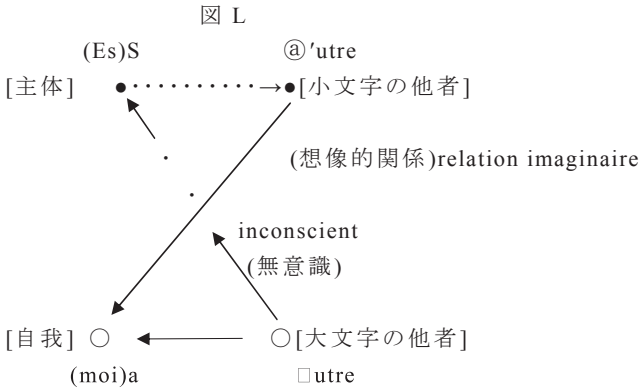 図 L
(Es)S ⓐ′utre
[主体] [小文字の他者]
(想像的関係)relation imaginaire
inconscient
(無意識)
[自我] [大文字の他者]
(moi)a □utre